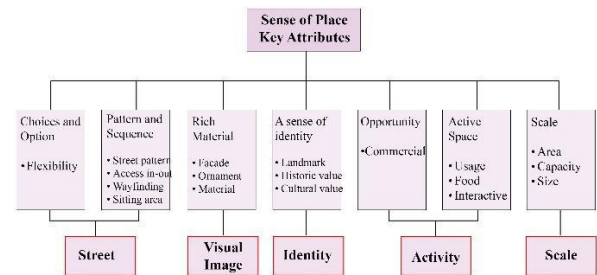 Sense of Place
Key Attributes
Choices and
Option
• Flexibility
Pattern and
Sequence
• Street pattern
• Access in-out
• Wayfinding
• Sitting area
Rich
Material
• Facade
• Ornament
• Material
A sense of
identity
• Landmark
• Historic value
• Cultural value
Opportunity
• Commercial
Active
Space
• Usage
• Food
• Interactive
Scale
• Area
• Capacity
• Size
Street
Visual
Image
Identity
Activity
Scale